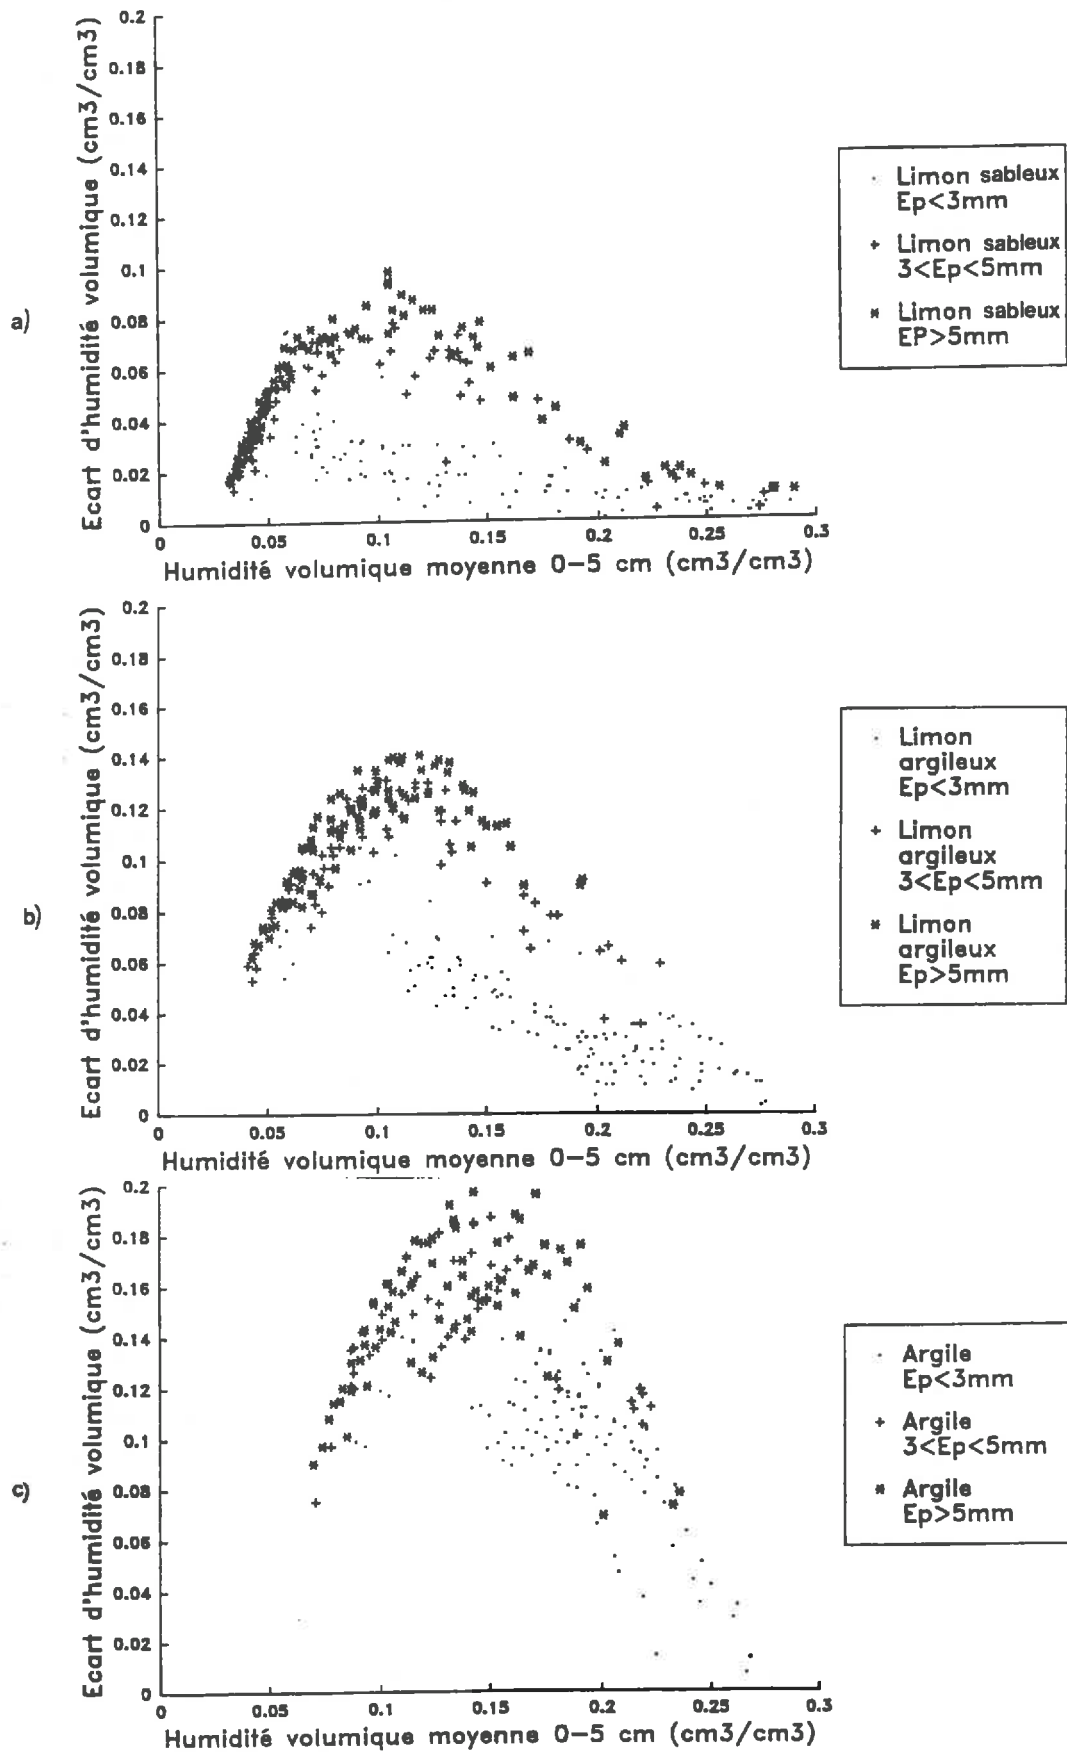 a)
Ecart d'humidité volumique (cm3/cm3)
0.2
0.18
0.16
0.14
0.12
0.1
0.08
0.06
0.04
0.02
0
0 0.05 0.1 0.15 0.2 0.25 0.3
Humidité volumique moyenne 0-5 cm (cm3/cm3)
Limon sableux
Ep<3mm
Limon sableux
3<Ep<5mm
Limon sableux
EP>5mm
b)
Ecart d'humidité volumique (cm3/cm3)
0.2
0.18
0.16
0.14
0.12
0.1
0.08
0.06
0.04
0.02
0
0 0.05 0.1 0.15 0.2 0.25 0.3
Humidité volumique moyenne 0-5 cm (cm3/cm3)
Limon
argileux
Ep<3mm
Limon
argileux
3<Ep<5mm
Limon
argileux
Ep>5mm
c)
Ecart d'humidité volumique (cm3/cm3)
0.2
0.18
0.16
0.14
0.12
0.1
0.08
0.06
0.04
0.02
0
0 0.05 0.1 0.15 0.2 0.25 0.3
Humidité volumique moyenne 0-5 cm (cm3/cm3)
Argile
Ep<3mm
Argile
3<Ep<5mm
Argile
Ep>5mm